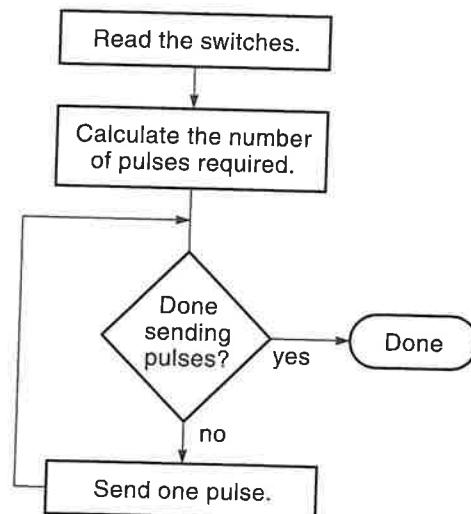 Read the switches.
Calculate the number
of pulses required.
Done
sending
pulses?
yes
Done
no
Send one pulse.